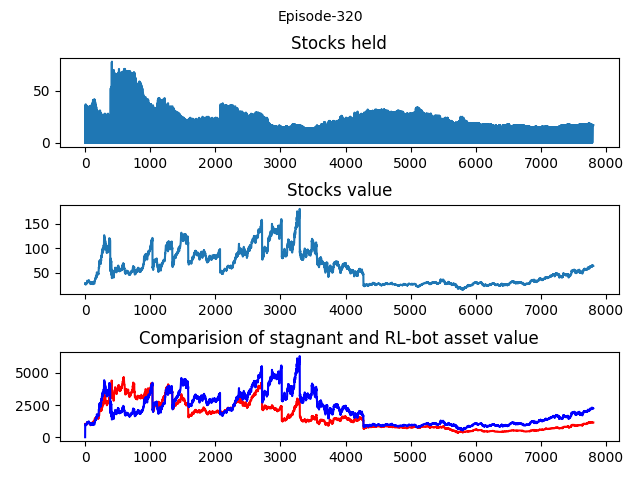 Episode-320
Stocks held
50
0
0 1000 2000 3000 4000 5000 6000 7000 8000
Stocks value
150
100
50
0 1000 2000 3000 4000 5000 6000 7000 8000
Comparision of stagnant and RL-bot asset value
5000
2500
0
0 1000 2000 3000 4000 5000 6000 7000 8000